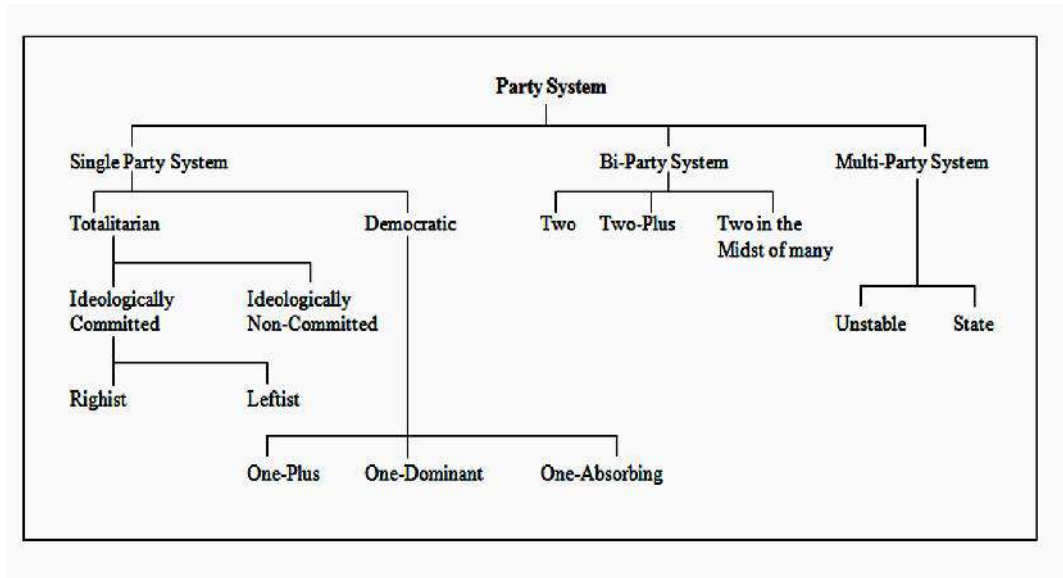 Party System
Single Party System
Bi-Party System
Multi-Party System
Totalitarian
Democratic
Two
Two-Plus
Two in the
Midst of many
Ideologically
Committed
Ideologically
Non-Committed
Unstable
State
Righist
Leftist
One-Plus
One-Dominant
One-Absorbing